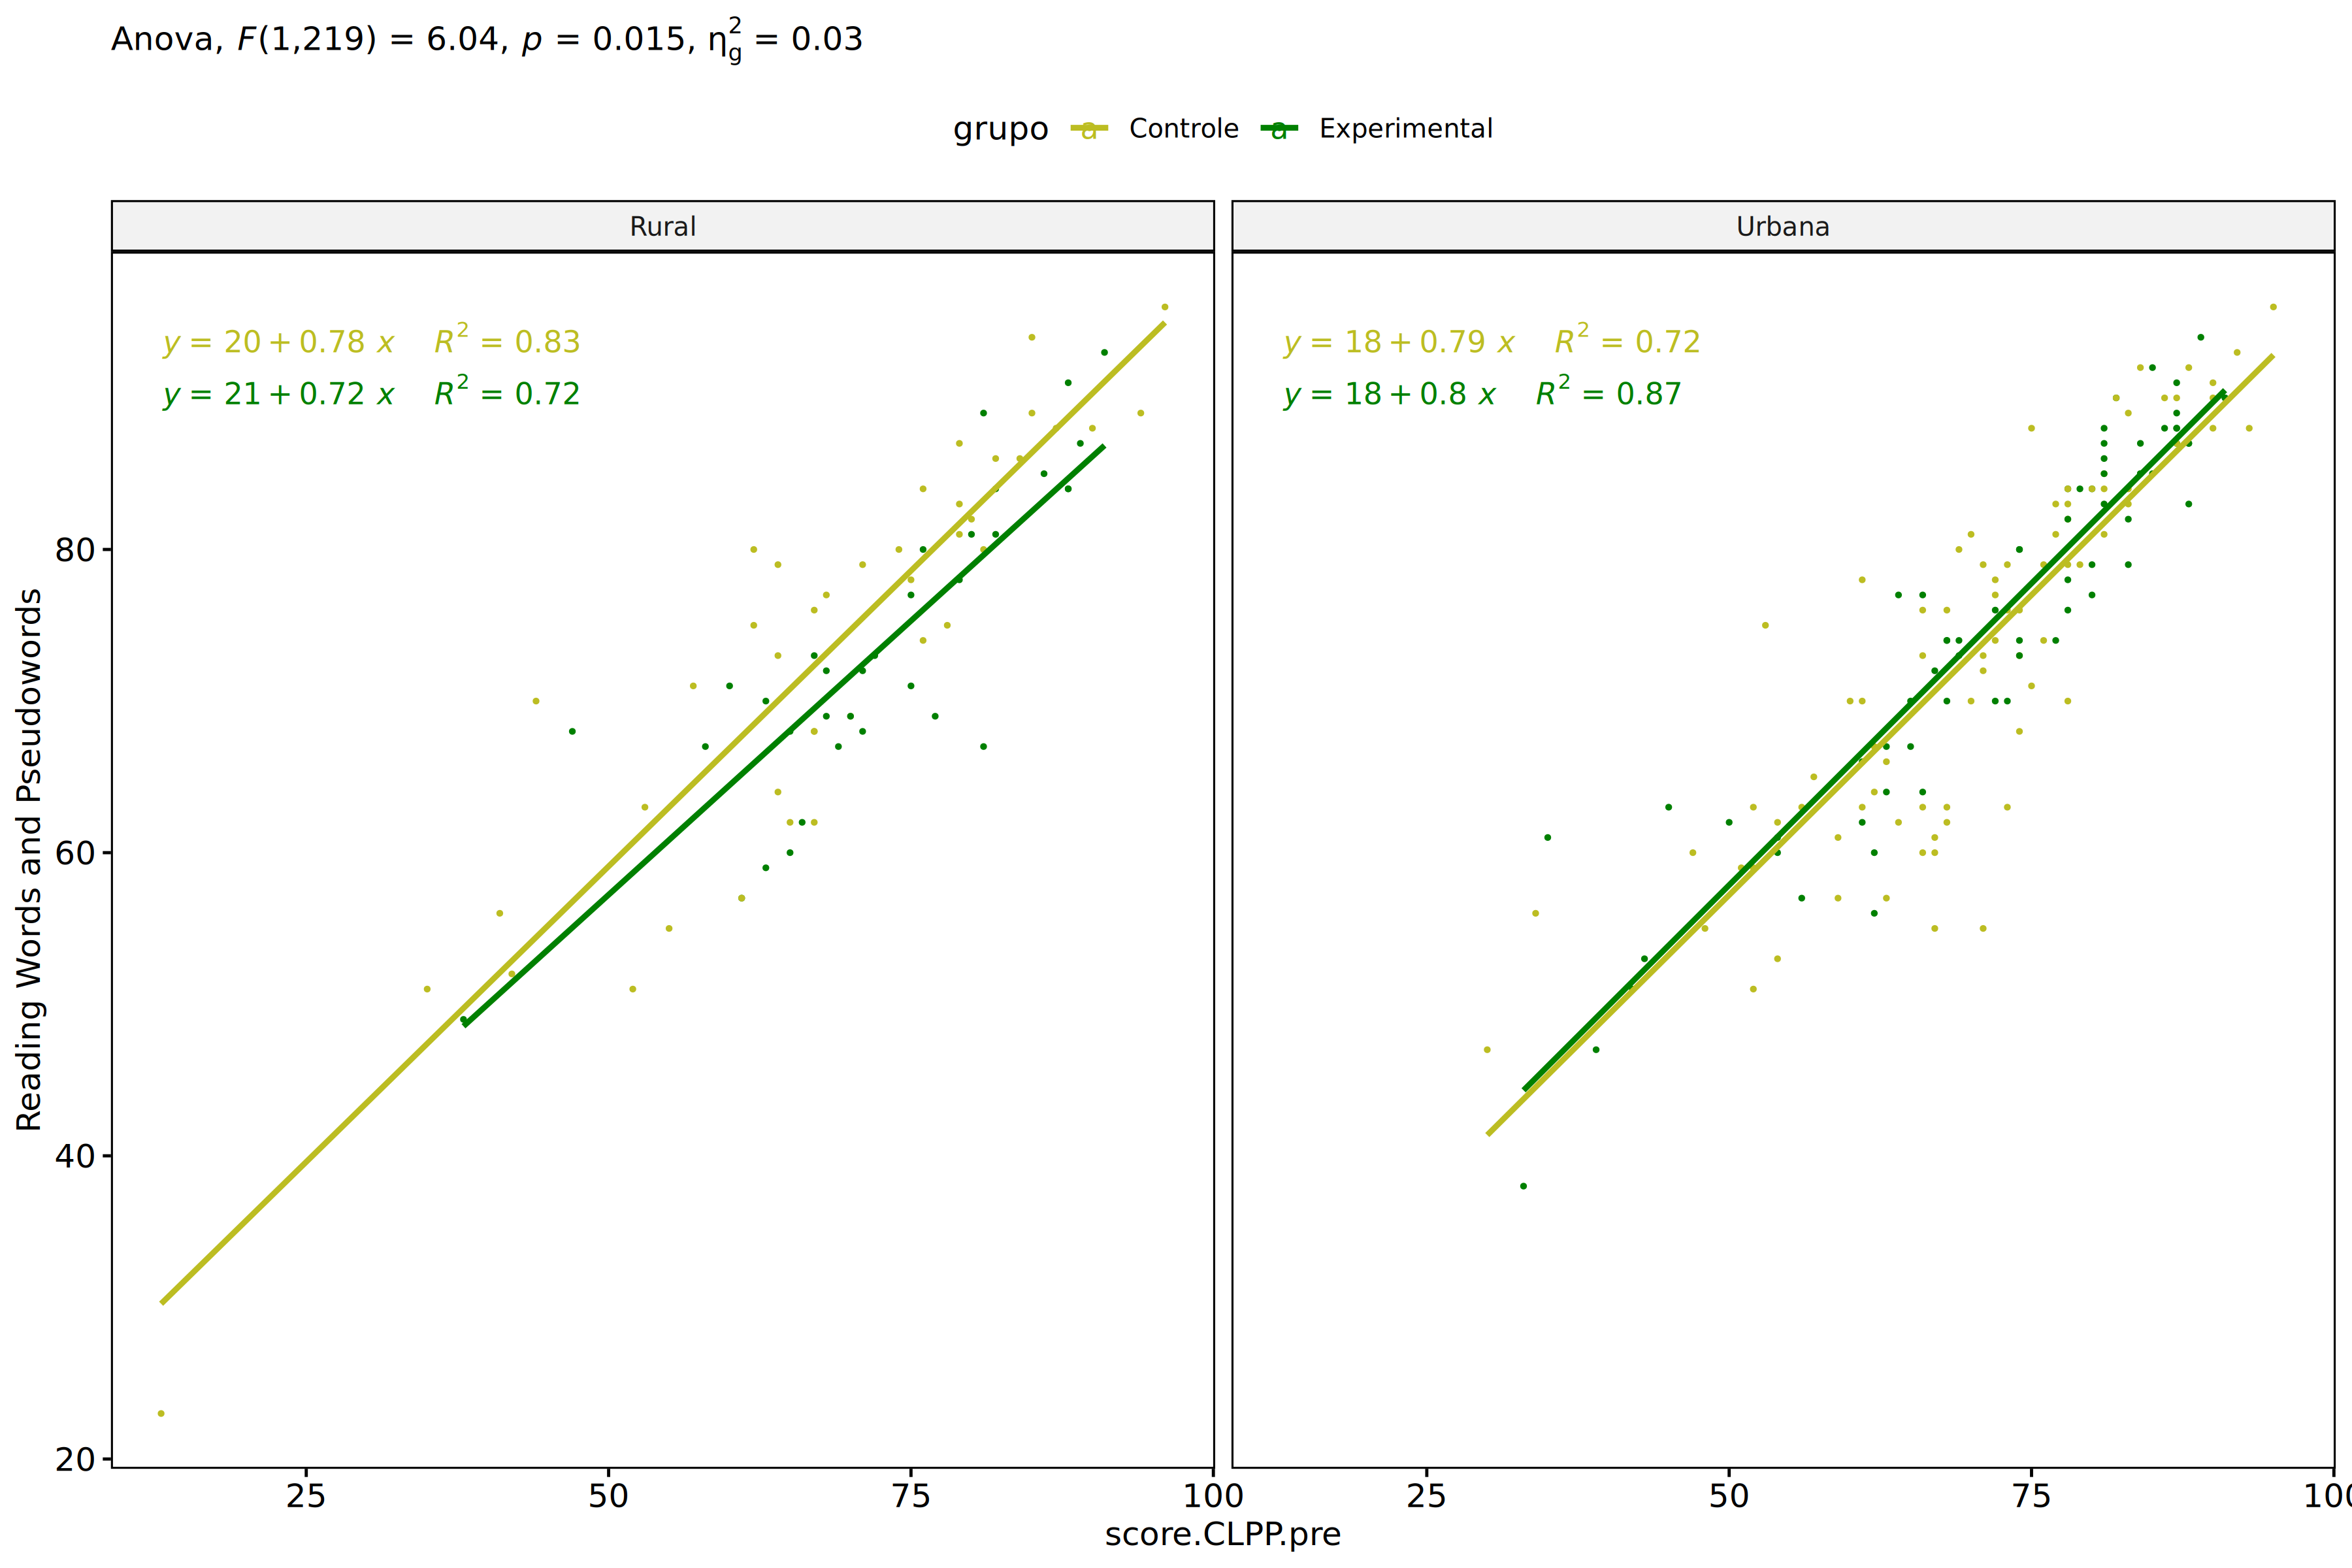 Anova, F(1,219) = 6.04, p = 0.015, η²g = 0.03
grupo a Controle a Experimental
Rural
Urbana
y = 20 + 0.78 x R² = 0.83
y = 21 + 0.72 x R² = 0.72
y = 18 + 0.79 x R² = 0.72
y = 18 + 0.8 x R² = 0.87
Reading Words and Pseudowords
80
60
40
20
25 50 75 100
25 50 75 100
score.CLPP.pre